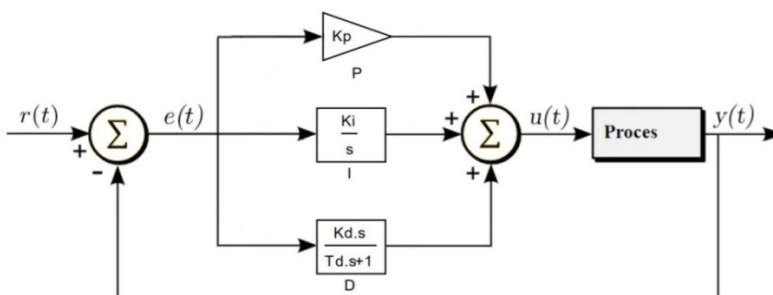 Kp
+
P
+
r(t)
Σ
e(t)
Ki
s
+
Σ
u(t)
Proces
y(t)
+
-
I
+
Kd.s
Td.s+1
D